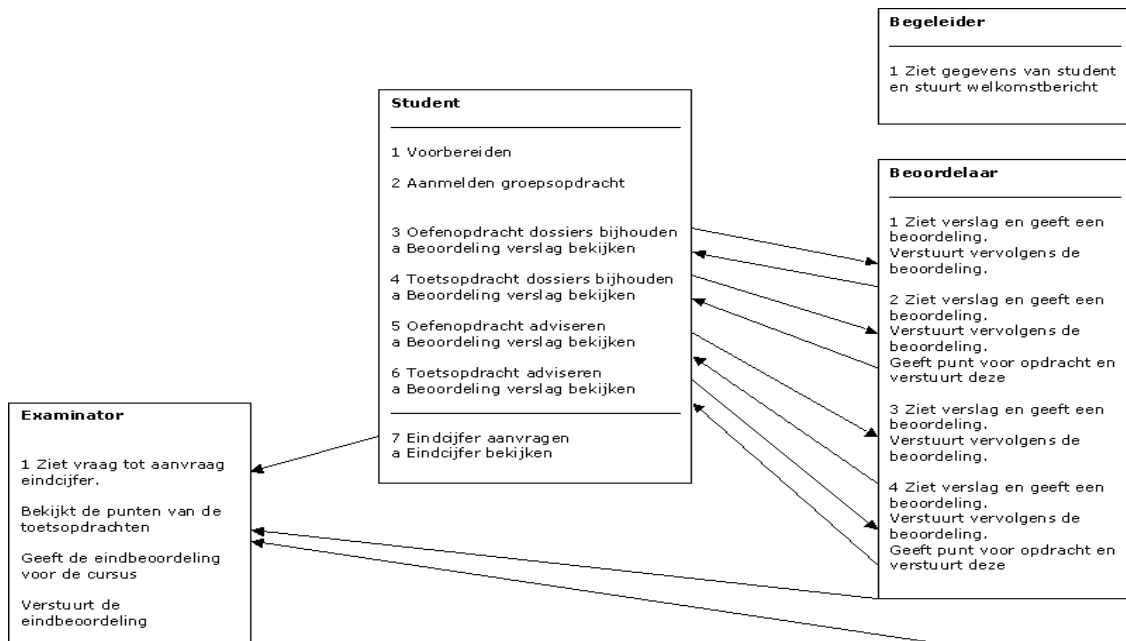 Begeleider
1 Ziet gegevens van student
en stuurt welkomstbericht
Student
1 Voorbereiden
2 Aanmelden groepsopdracht
3 Oefenopdracht dossiers bijhouden
a Beoordeling verslag bekijken
4 Toetsopdracht dossiers bijhouden
a Beoordeling verslag bekijken
5 Oefenopdracht adviseren
a Beoordeling verslag bekijken
6 Toetsopdracht adviseren
a Beoordeling verslag bekijken
7 Eindcijfer aanvragen
a Eindcijfer bekijken
Beoordelaar
1 Ziet verslag en geeft een
beoordeling.
Verstuurt vervolgens de
beoordeling.
2 Ziet verslag en geeft een
beoordeling.
Verstuurt vervolgens de
beoordeling.
Geeft punt voor opdracht en
verstuurt deze
3 Ziet verslag en geeft een
beoordeling.
Verstuurt vervolgens de
beoordeling.
4 Ziet verslag en geeft een
beoordeling.
Verstuurt vervolgens de
beoordeling.
Geeft punt voor opdracht en
verstuurt deze
Examinator
1 Ziet vraag tot aanvraag
eindcijfer.
Bekijkt de punten van de
toetsopdrachten
Geeft de eindbeoordeling
voor de cursus
Verstuurt de
eindbeoordeling